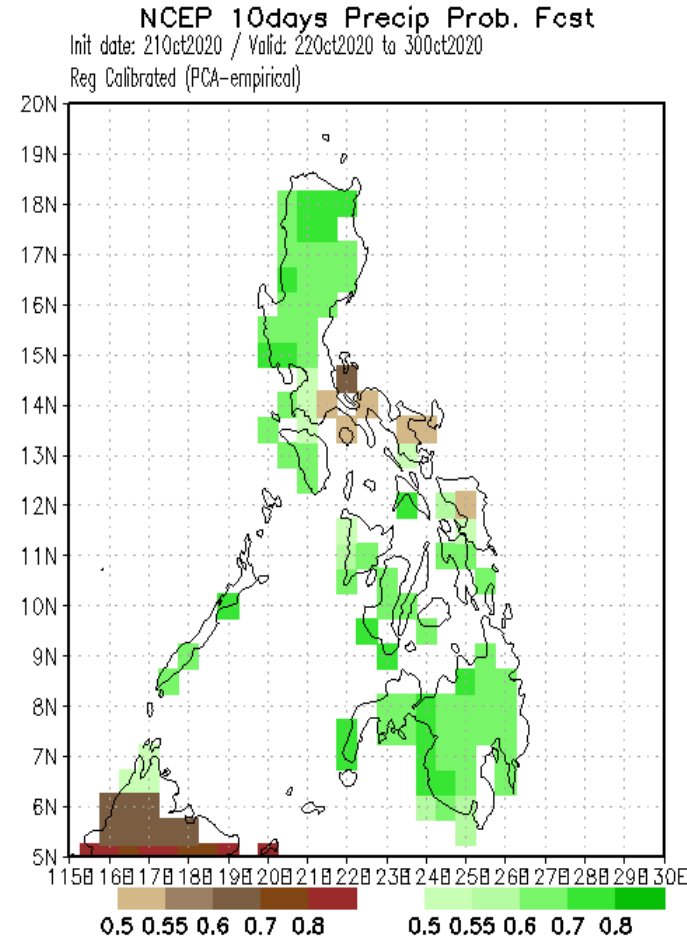 NCEP 10days Precip Prob. Fcst
Init date: 21Oct2020 / Valid: 22Oct2020 to 30Oct2020
Reg Calibrated (PCA-empirical)
20N
19N
18N
17N
16N
15N
14N
13N
12N
11N
10N
9N
8N
7N
6N
5N
115E 116E 117E 118E 119E 120E 121E 122E 123E 124E 125E 126E 127E 128E 129E 130E
0.5 0.55 0.6 0.7 0.8 0.5 0.55 0.6 0.7 0.8